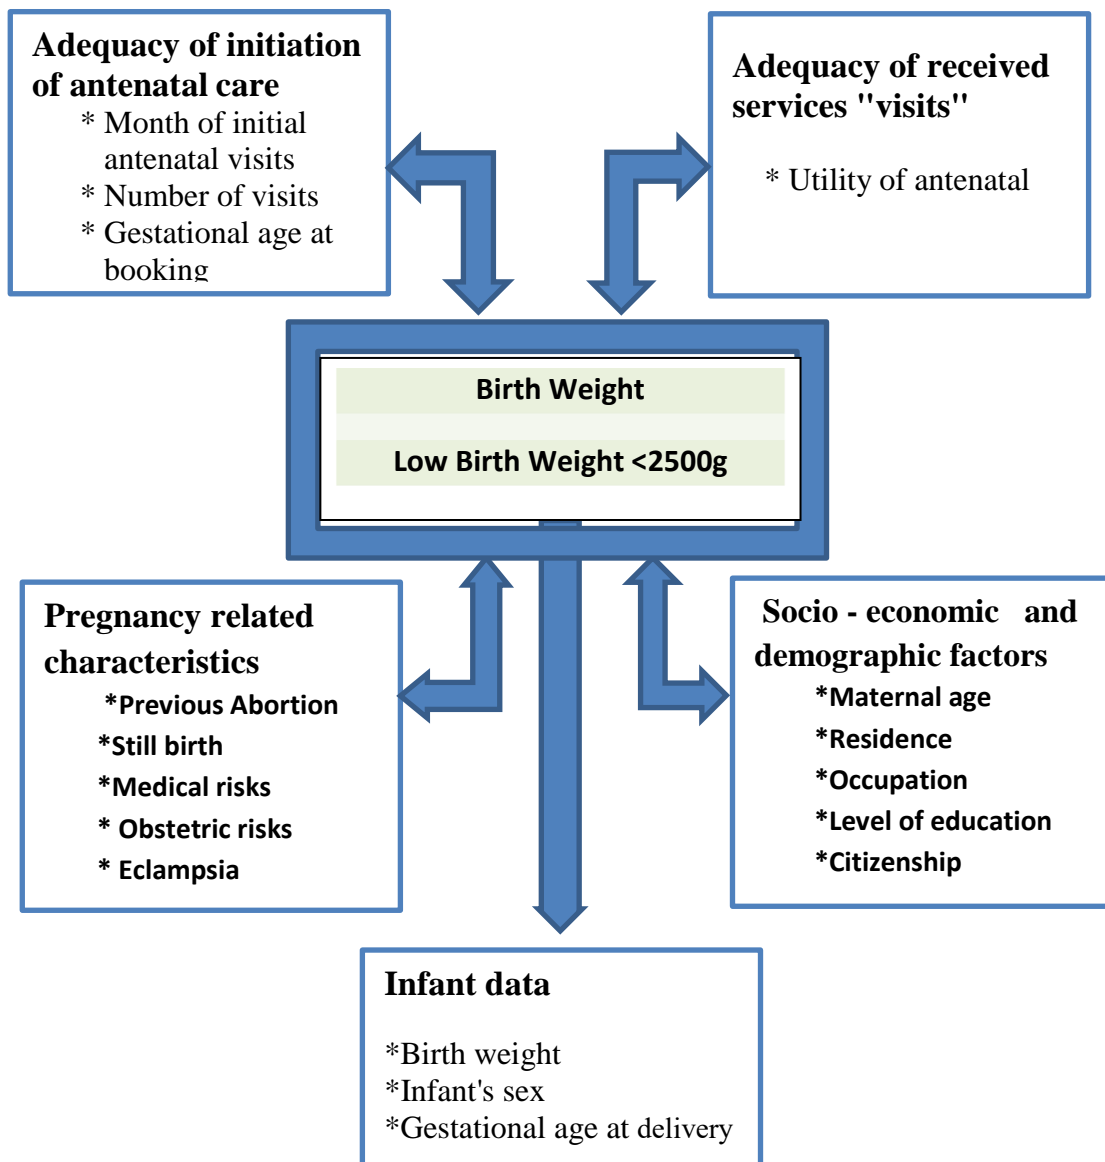 Adequacy of initiation
of antenatal care
* Month of initial
antenatal visits
* Number of visits
* Gestational age at
booking
Adequacy of received
services "visits"
* Utility of antenatal
Birth Weight
Low Birth Weight <2500g
Pregnancy related
characteristics
*Previous Abortion
*Still birth
*Medical risks
* Obstetric risks
* Eclampsia
Socio - economic and
demographic factors
*Maternal age
*Residence
*Occupation
*Level of education
*Citizenship
Infant data
*Birth weight
*Infant's sex
*Gestational age at delivery